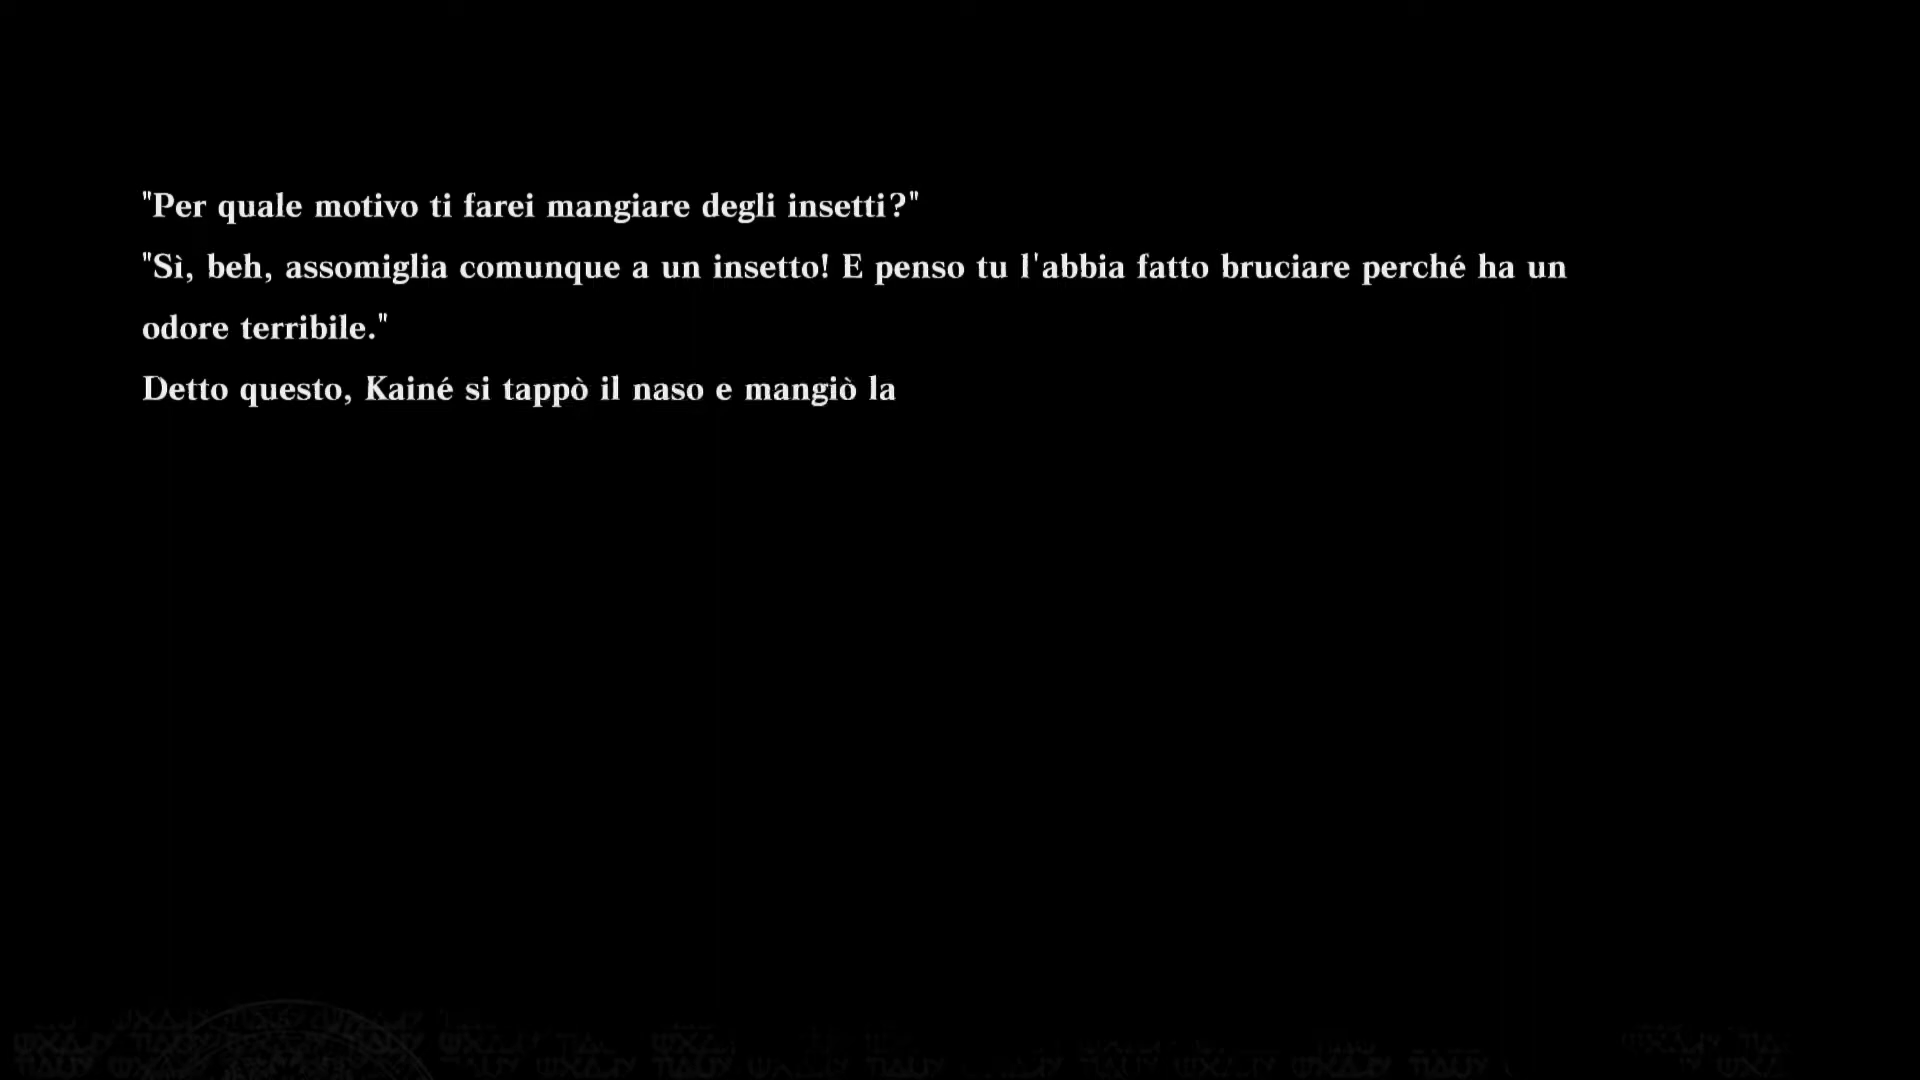 "Per quale motivo ti farei mangiare degli insetti?"
"Sì, beh, assomiglia comunque a un insetto! E penso tu l'abbia fatto bruciare perché ha un
odore terribile."
Detto questo, Kainé si tappò il naso e mangiò la